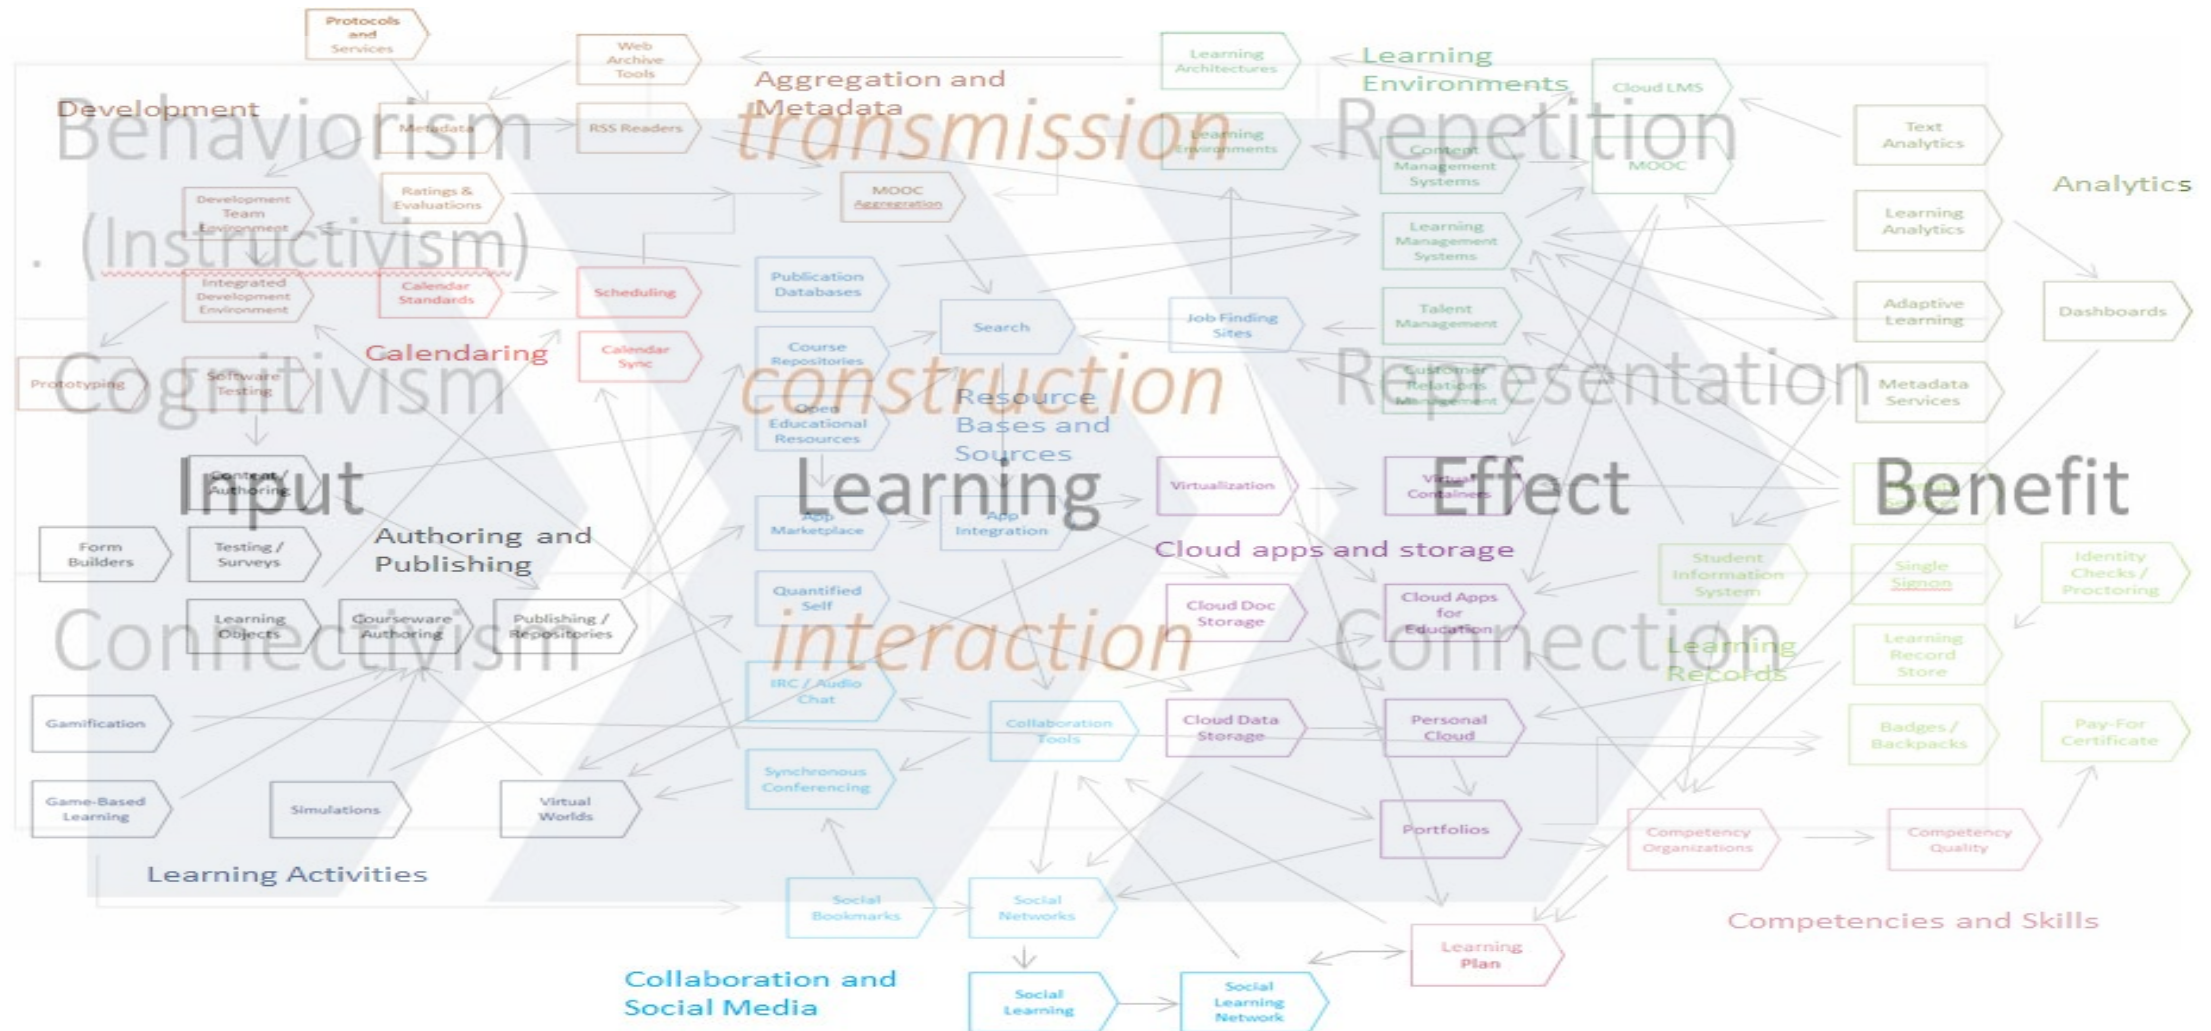 Protocols
and
Services
Web
Archive
Tools
Aggregation and
Metadata
Learning
Architectures
Learning
Environments
Cloud LMS
Development
Behaviorism
transmission
Repetition
Metadata
RSS Readers
Learning
Environments
Content
Management
Systems
MOOC
Text
Analytics
Analytics
Development
Team
Environment
Ratings &
Evaluations
MOOC
Aggregration
Learning
Management
Systems
Learning
Analytics
. (Instructivism)
Integrated
Development
Environment
Calendar
Standards
Scheduling
Publication
Databases
Search
Job Finding
Sites
Talent
Management
Adaptive
Learning
Dashboards
Calendaring
Calendar
Sync
Course
Repositories
Prototyping
Software
Testing
Cognitivism
construction
Representation
Customer
Relations
Management
Metadata
Services
Open
Educational
Resources
Resource
Bases and
Sources
Content /
Authoring
Input
Learning
Effect
Benefit
Virtualization
Virtual
Containers
App
Marketplace
App
Integration
Form
Builders
Testing /
Surveys
Authoring and
Publishing
Cloud apps and storage
Student
Information
System
Single
Signon
Identity
Checks /
Proctoring
Learning
Objects
Courseware
Authoring
Publishing /
Repositories
Quantified
Self
Cloud Doc
Storage
Cloud Apps
for
Education
Connectivism
interaction
Connection
Learning
Records
Learning
Record
Store
Gamification
IRC / Audio
Chat
Collaboration
Tools
Cloud Data
Storage
Personal
Cloud
Badges /
Backpacks
Pay-For
Certificate
Game-Based
Learning
Simulations
Virtual
Worlds
Synchronous
Conferencing
Portfolios
Competency
Organizations
Competency
Quality
Learning Activities
Social
Bookmarks
Social
Networks
Competencies and Skills
Learning
Plan
Collaboration and
Social Media
Social
Learning
Social
Learning
Network